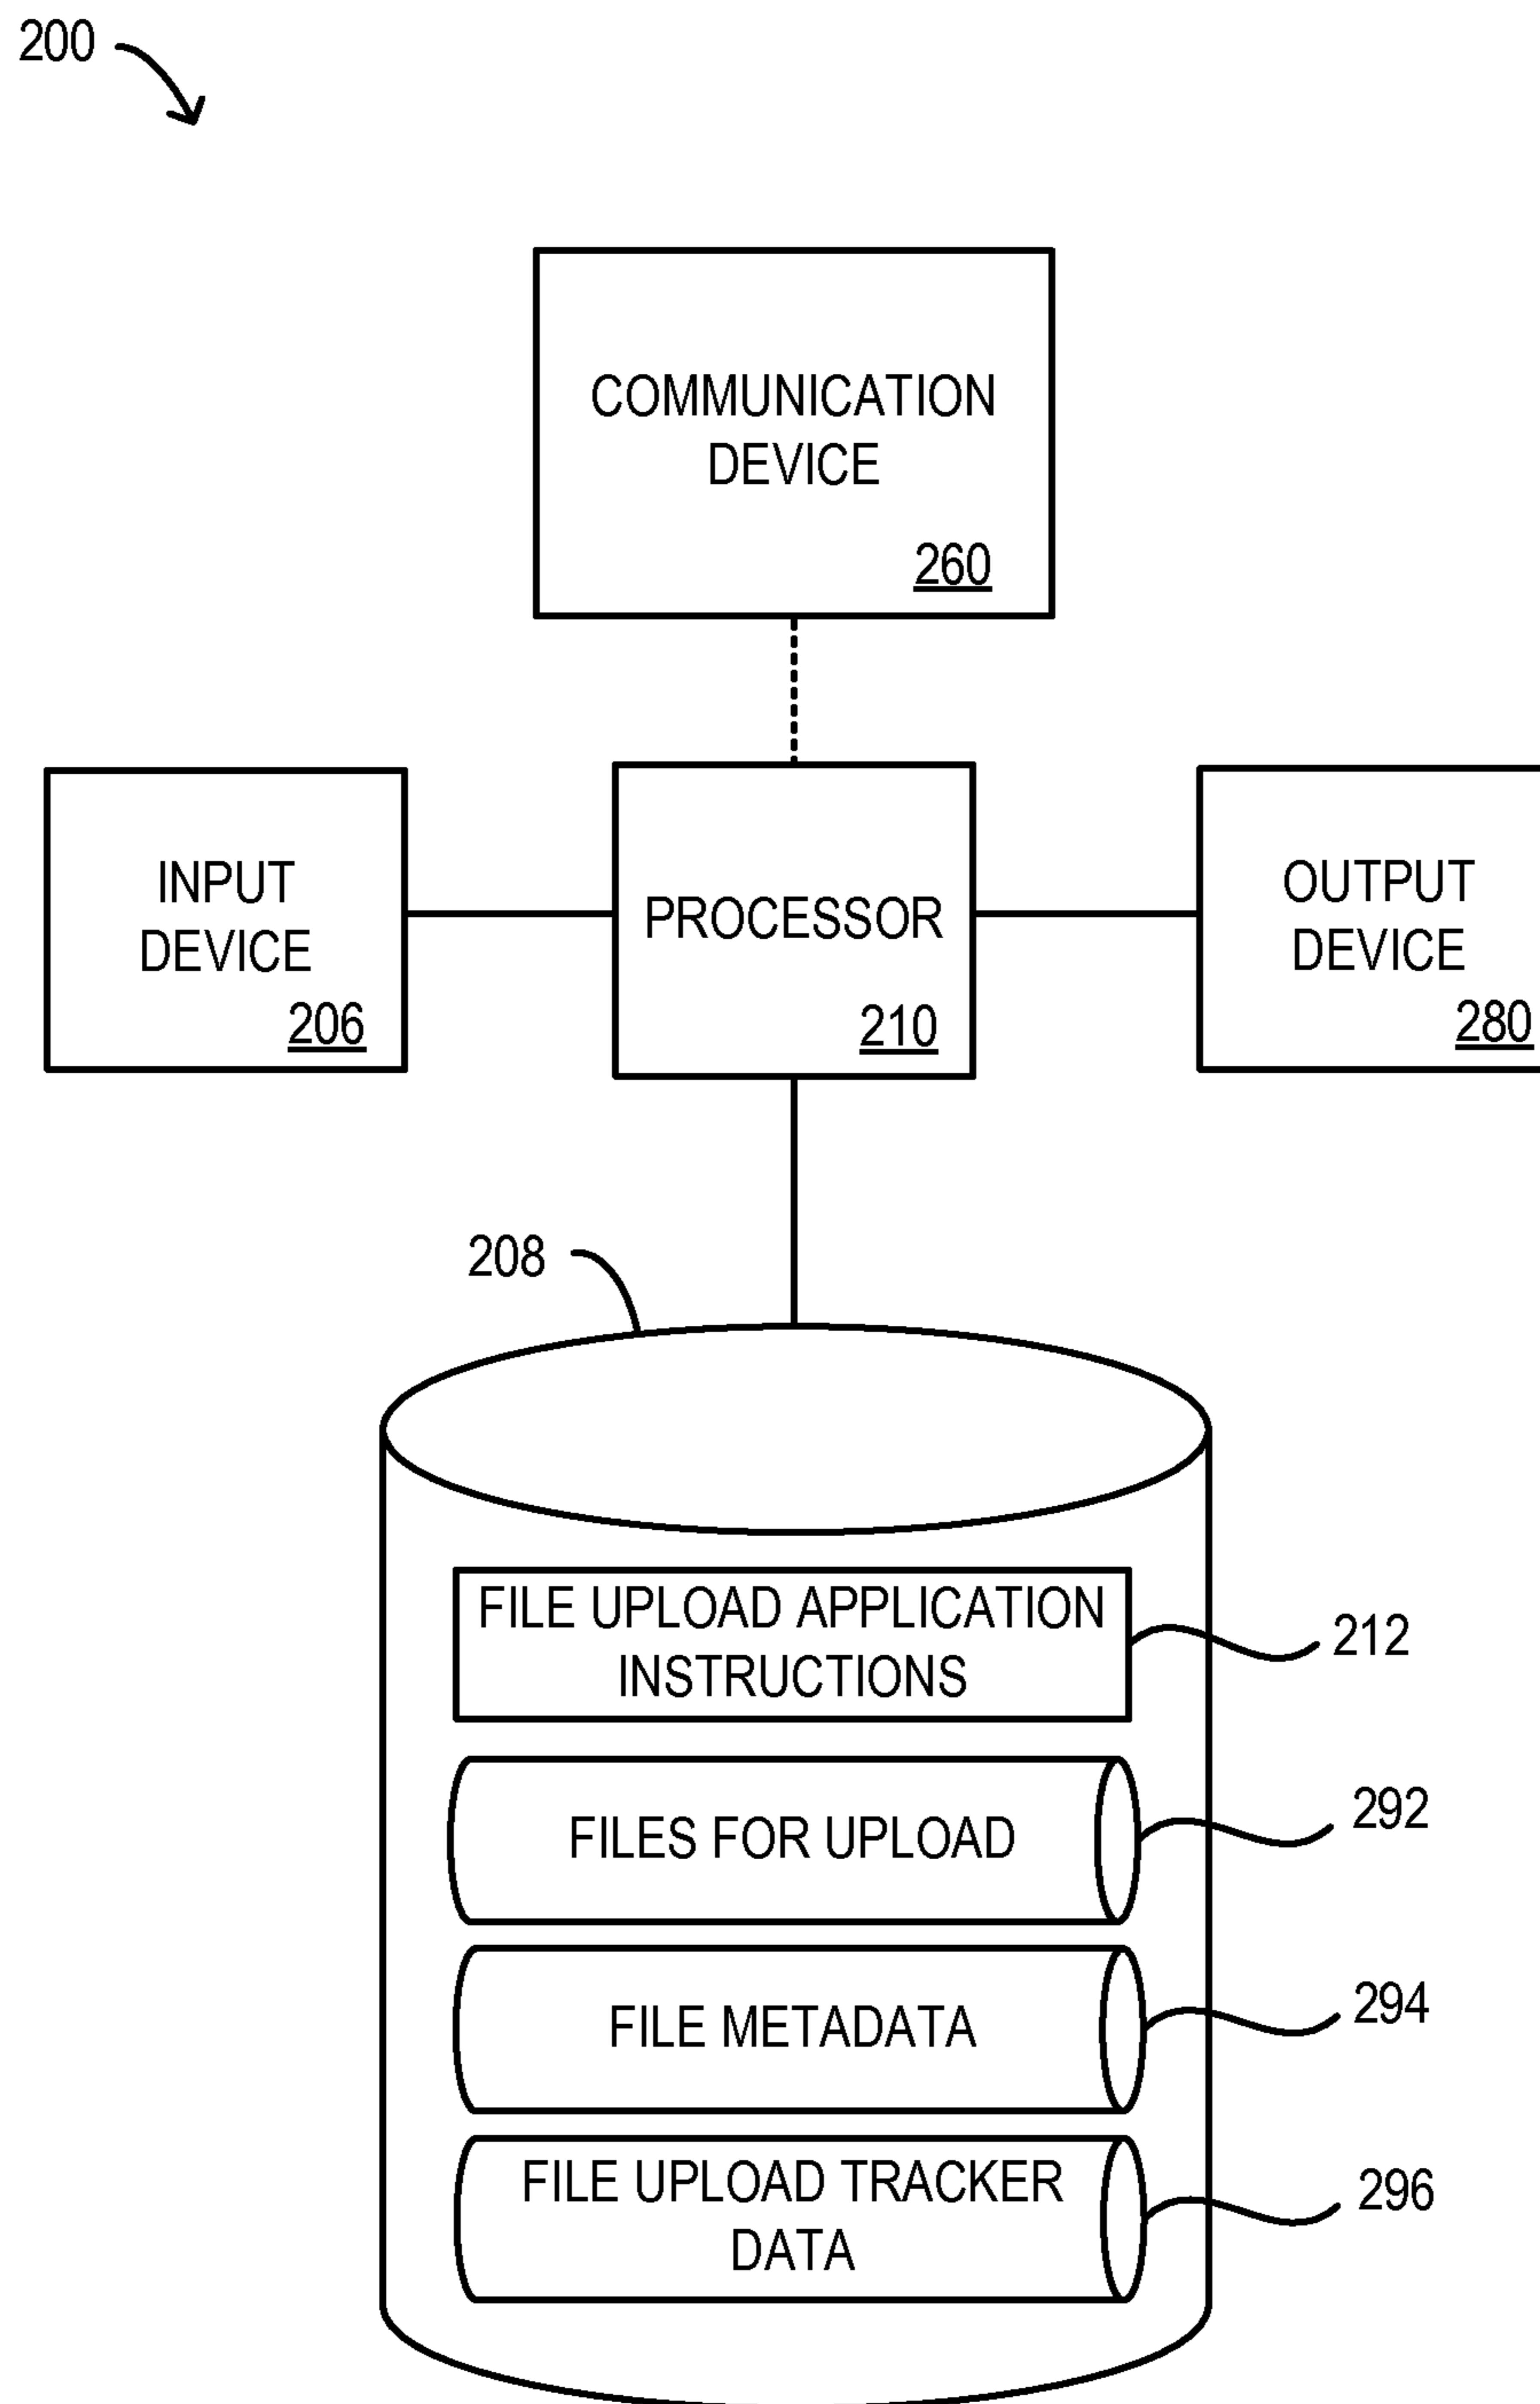 200
COMMUNICATION
DEVICE
260
INPUT
DEVICE
206
PROCESSOR
210
OUTPUT
DEVICE
280
208
FILE UPLOAD APPLICATION
INSTRUCTIONS
212
FILES FOR UPLOAD
292
FILE METADATA
294
FILE UPLOAD TRACKER
DATA
296